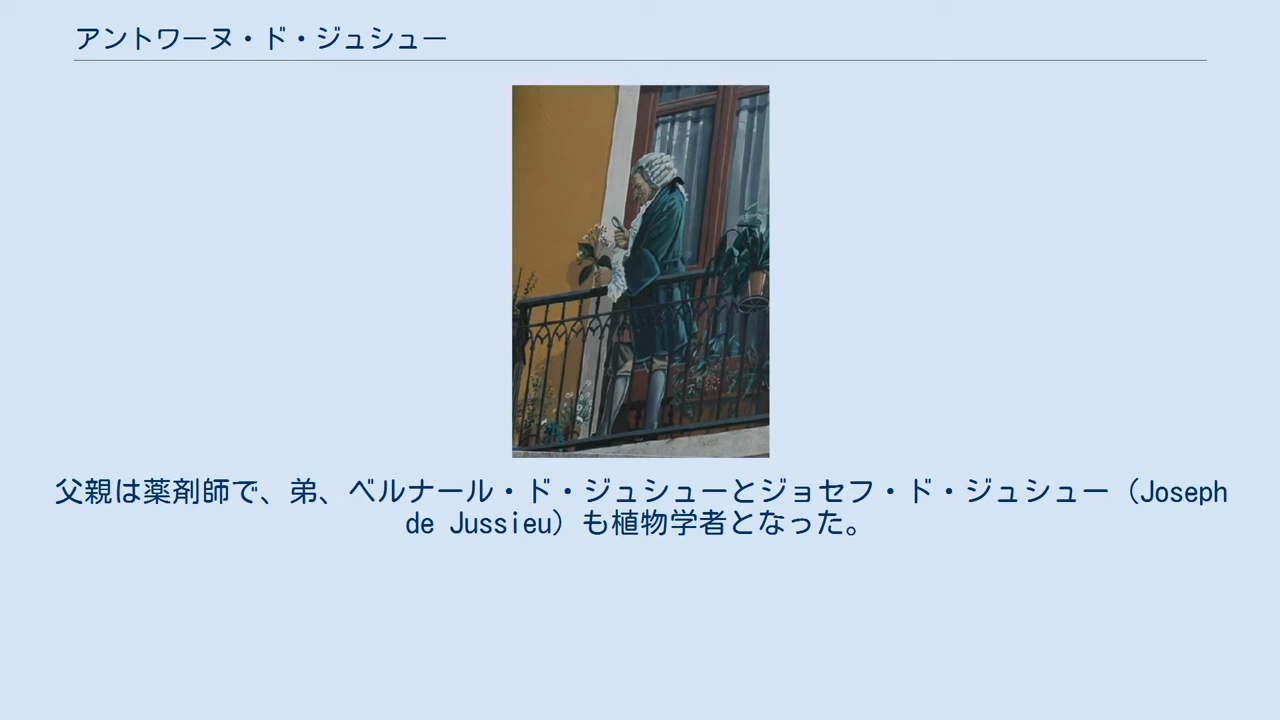 アントワーヌ・ド・ジュシュー
父親は薬剤師で、弟、ベルナール・ド・ジュシューとジョセフ・ド・ジュシュー（Joseph
de Jussieu）も植物学者となった。